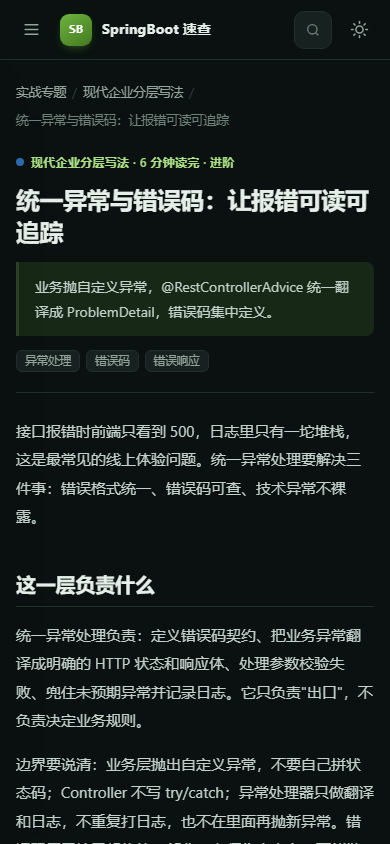 SB SpringBoot 速查
实战专题 / 现代企业分层写法 /
统一异常与错误码：让报错可读可追踪
现代企业分层写法 · 6 分钟读完 · 进阶
统一异常与错误码：让报错可读可
追踪
业务抛自定义异常，@RestControllerAdvice 统一翻
译成 ProblemDetail，错误码集中定义。
异常处理 错误码 错误响应
接口报错时前端只看到 500，日志里只有一坨堆栈，
这是最常见的线上体验问题。统一异常处理要解决三
件事：错误格式统一、错误码可查、技术异常不裸
露。
这一层负责什么
统一异常处理负责：定义错误码契约、把业务异常翻
译成明确的 HTTP 状态和响应体、处理参数校验失
败、兜住未预期异常并记录日志。它只负责"出口"，不
负责决定业务规则。
边界要说清：业务层抛出自定义异常，不要自己拼状
态码；Controller 不写 try/catch；异常处理器只做翻译
和日志，不重复打日志，也不在里面再抛新异常。错